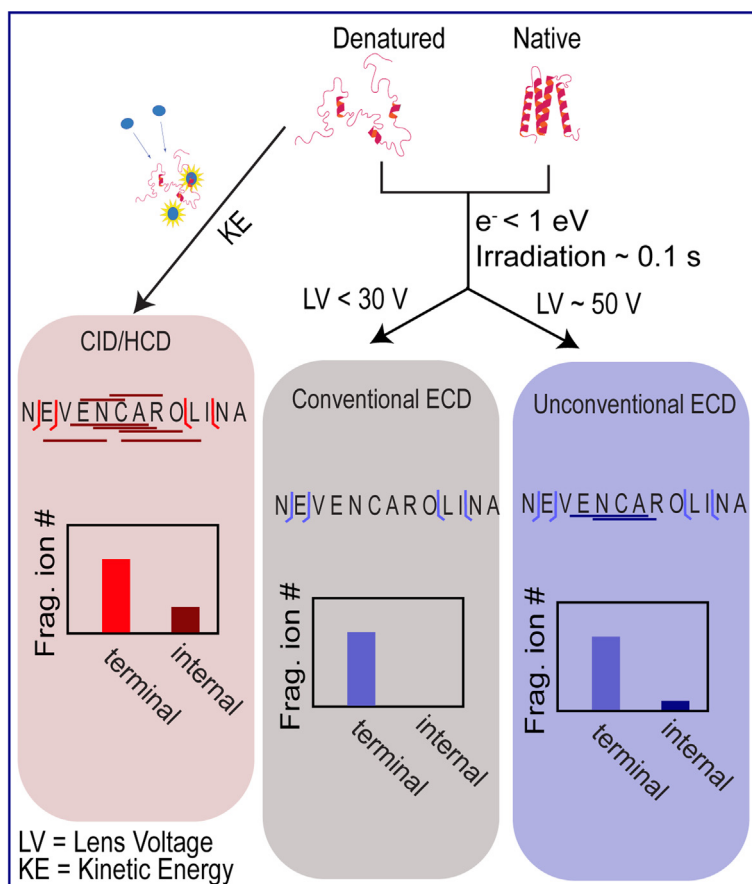 Denatured
Native
KE
e⁻ < 1 eV
Irradiation ~ 0.1 s
LV < 30 V
LV ~ 50 V
CID/HCD
NEVENCAROLINA
Frag. ion #
terminal
internal
Conventional ECD
NEVENCAROLINA
Frag. ion #
terminal
internal
Unconventional ECD
NEVENCAROLINA
Frag. ion #
terminal
internal
LV = Lens Voltage
KE = Kinetic Energy